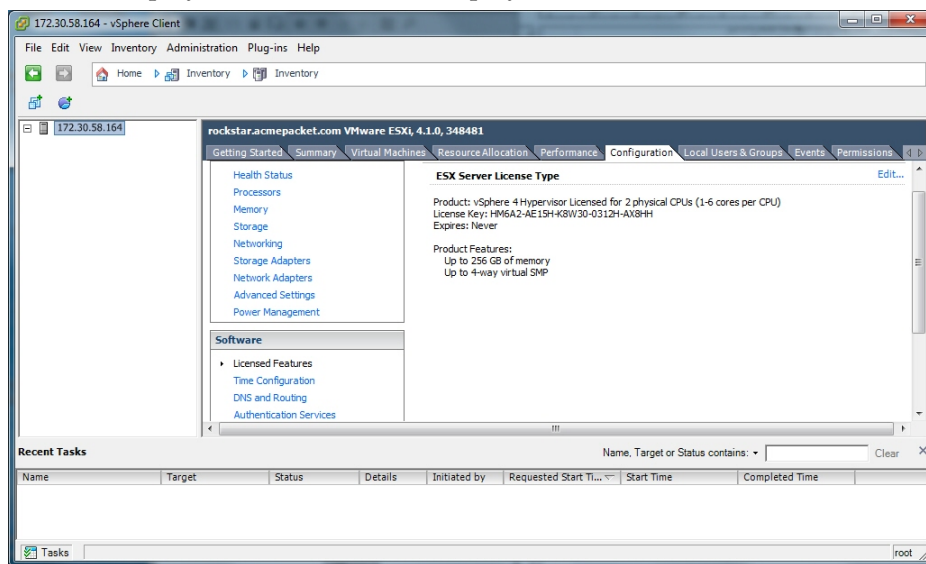 172.30.58.164 - vSphere Client
File Edit View Inventory Administration Plug-ins Help
Home Inventory Inventory
172.30.58.164
rockstar.acmepacket.com VMware ESXi, 4.1.0, 348481
Getting Started Summary Virtual Machines Resource Allocation Performance Configuration Local Users & Groups Events Permissions
Health Status
Processors
Memory
Storage
Networking
Storage Adapters
Network Adapters
Advanced Settings
Power Management
Software
Licensed Features
Time Configuration
DNS and Routing
Authentication Services
ESX Server License Type Edit...
Product: vSphere 4 Hypervisor Licensed for 2 physical CPUs (1-6 cores per CPU)
License Key: HM6A2-AE15H-K8W30-0312H-AX8HH
Expires: Never
Product Features:
Up to 256 GB of memory
Up to 4-way virtual SMP
Recent Tasks Name, Target or Status contains: Clear
Name Target Status Details Initiated by Requested Start Ti... Start Time Completed Time
Tasks root